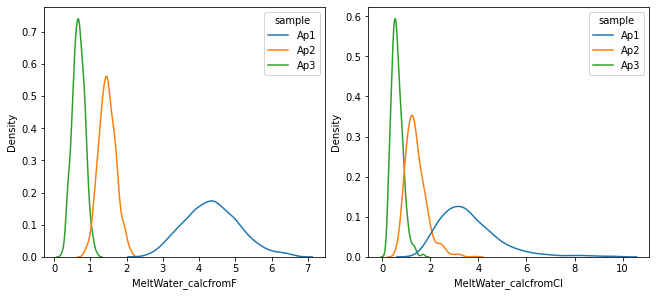 sample
Ap1
Ap2
Ap3
0.7
0.6
0.5
0.4
0.3
0.2
0.1
0.0
Density
0 1 2 3 4 5 6 7
MeltWater_calcfromF
sample
Ap1
Ap2
Ap3
0.6
0.5
0.4
0.3
0.2
0.1
0.0
Density
0 2 4 6 8 10
MeltWater_calcfromCl